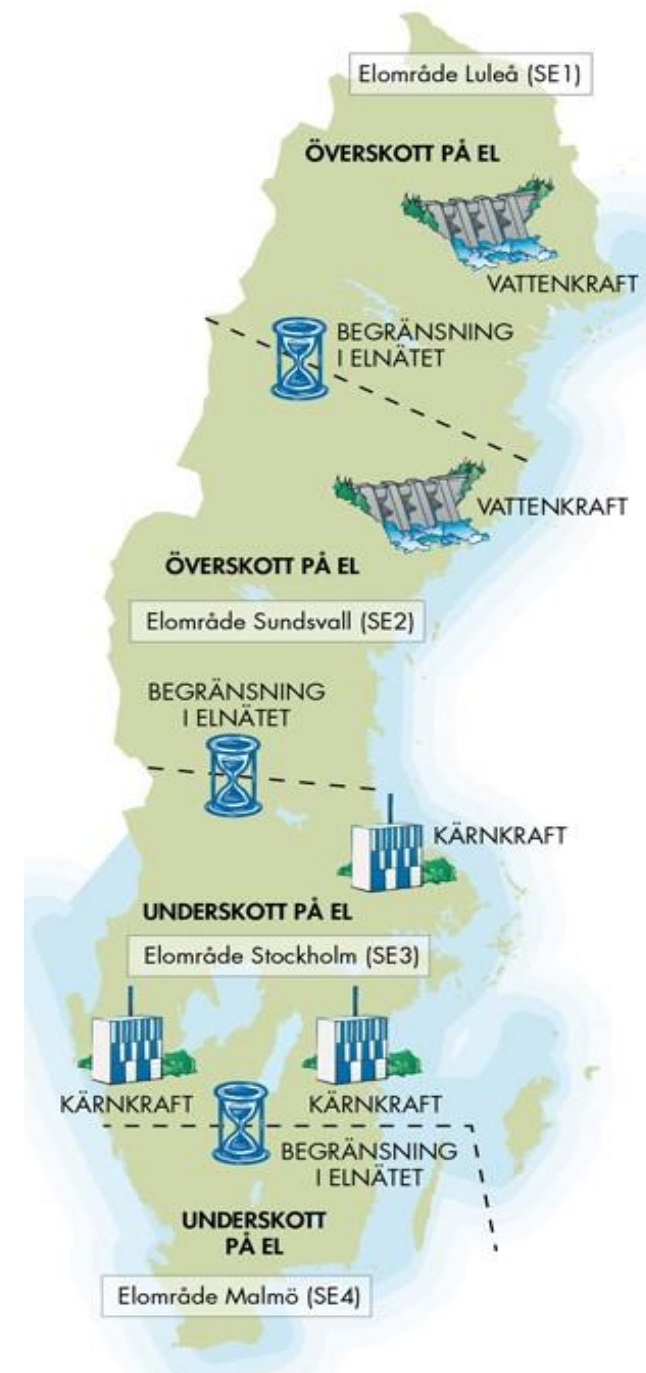 Elområde Luleå (SE1)
ÖVERSKOTT PÅ EL
VATTENKRAFT
BEGRÄNSNING
I ELNÄTET
VATTENKRAFT
ÖVERSKOTT PÅ EL
Elområde Sundsvall (SE2)
BEGRÄNSNING
I ELNÄTET
KÄRNKRAFT
UNDERSKOTT PÅ EL
Elområde Stockholm (SE3)
KÄRNKRAFT
KÄRNKRAFT
BEGRÄNSNING
I ELNÄTET
UNDERSKOTT
PÅ EL
Elområde Malmö (SE4)